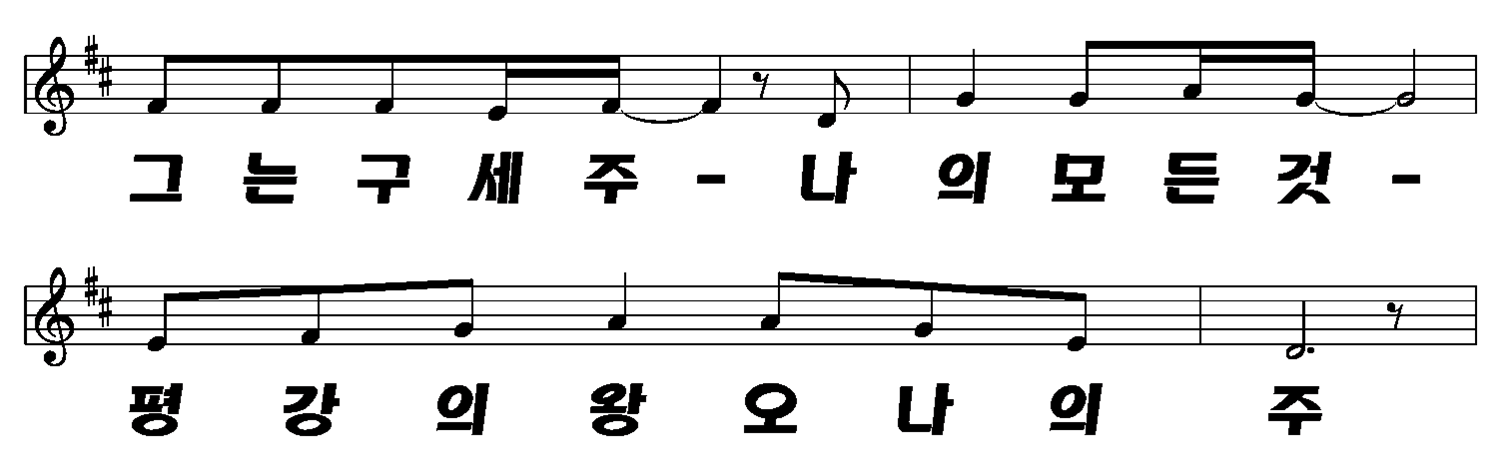 그 는 구 세 주 - 나 의 모 든 것 -
평 강 의 왕 오 나 의 주